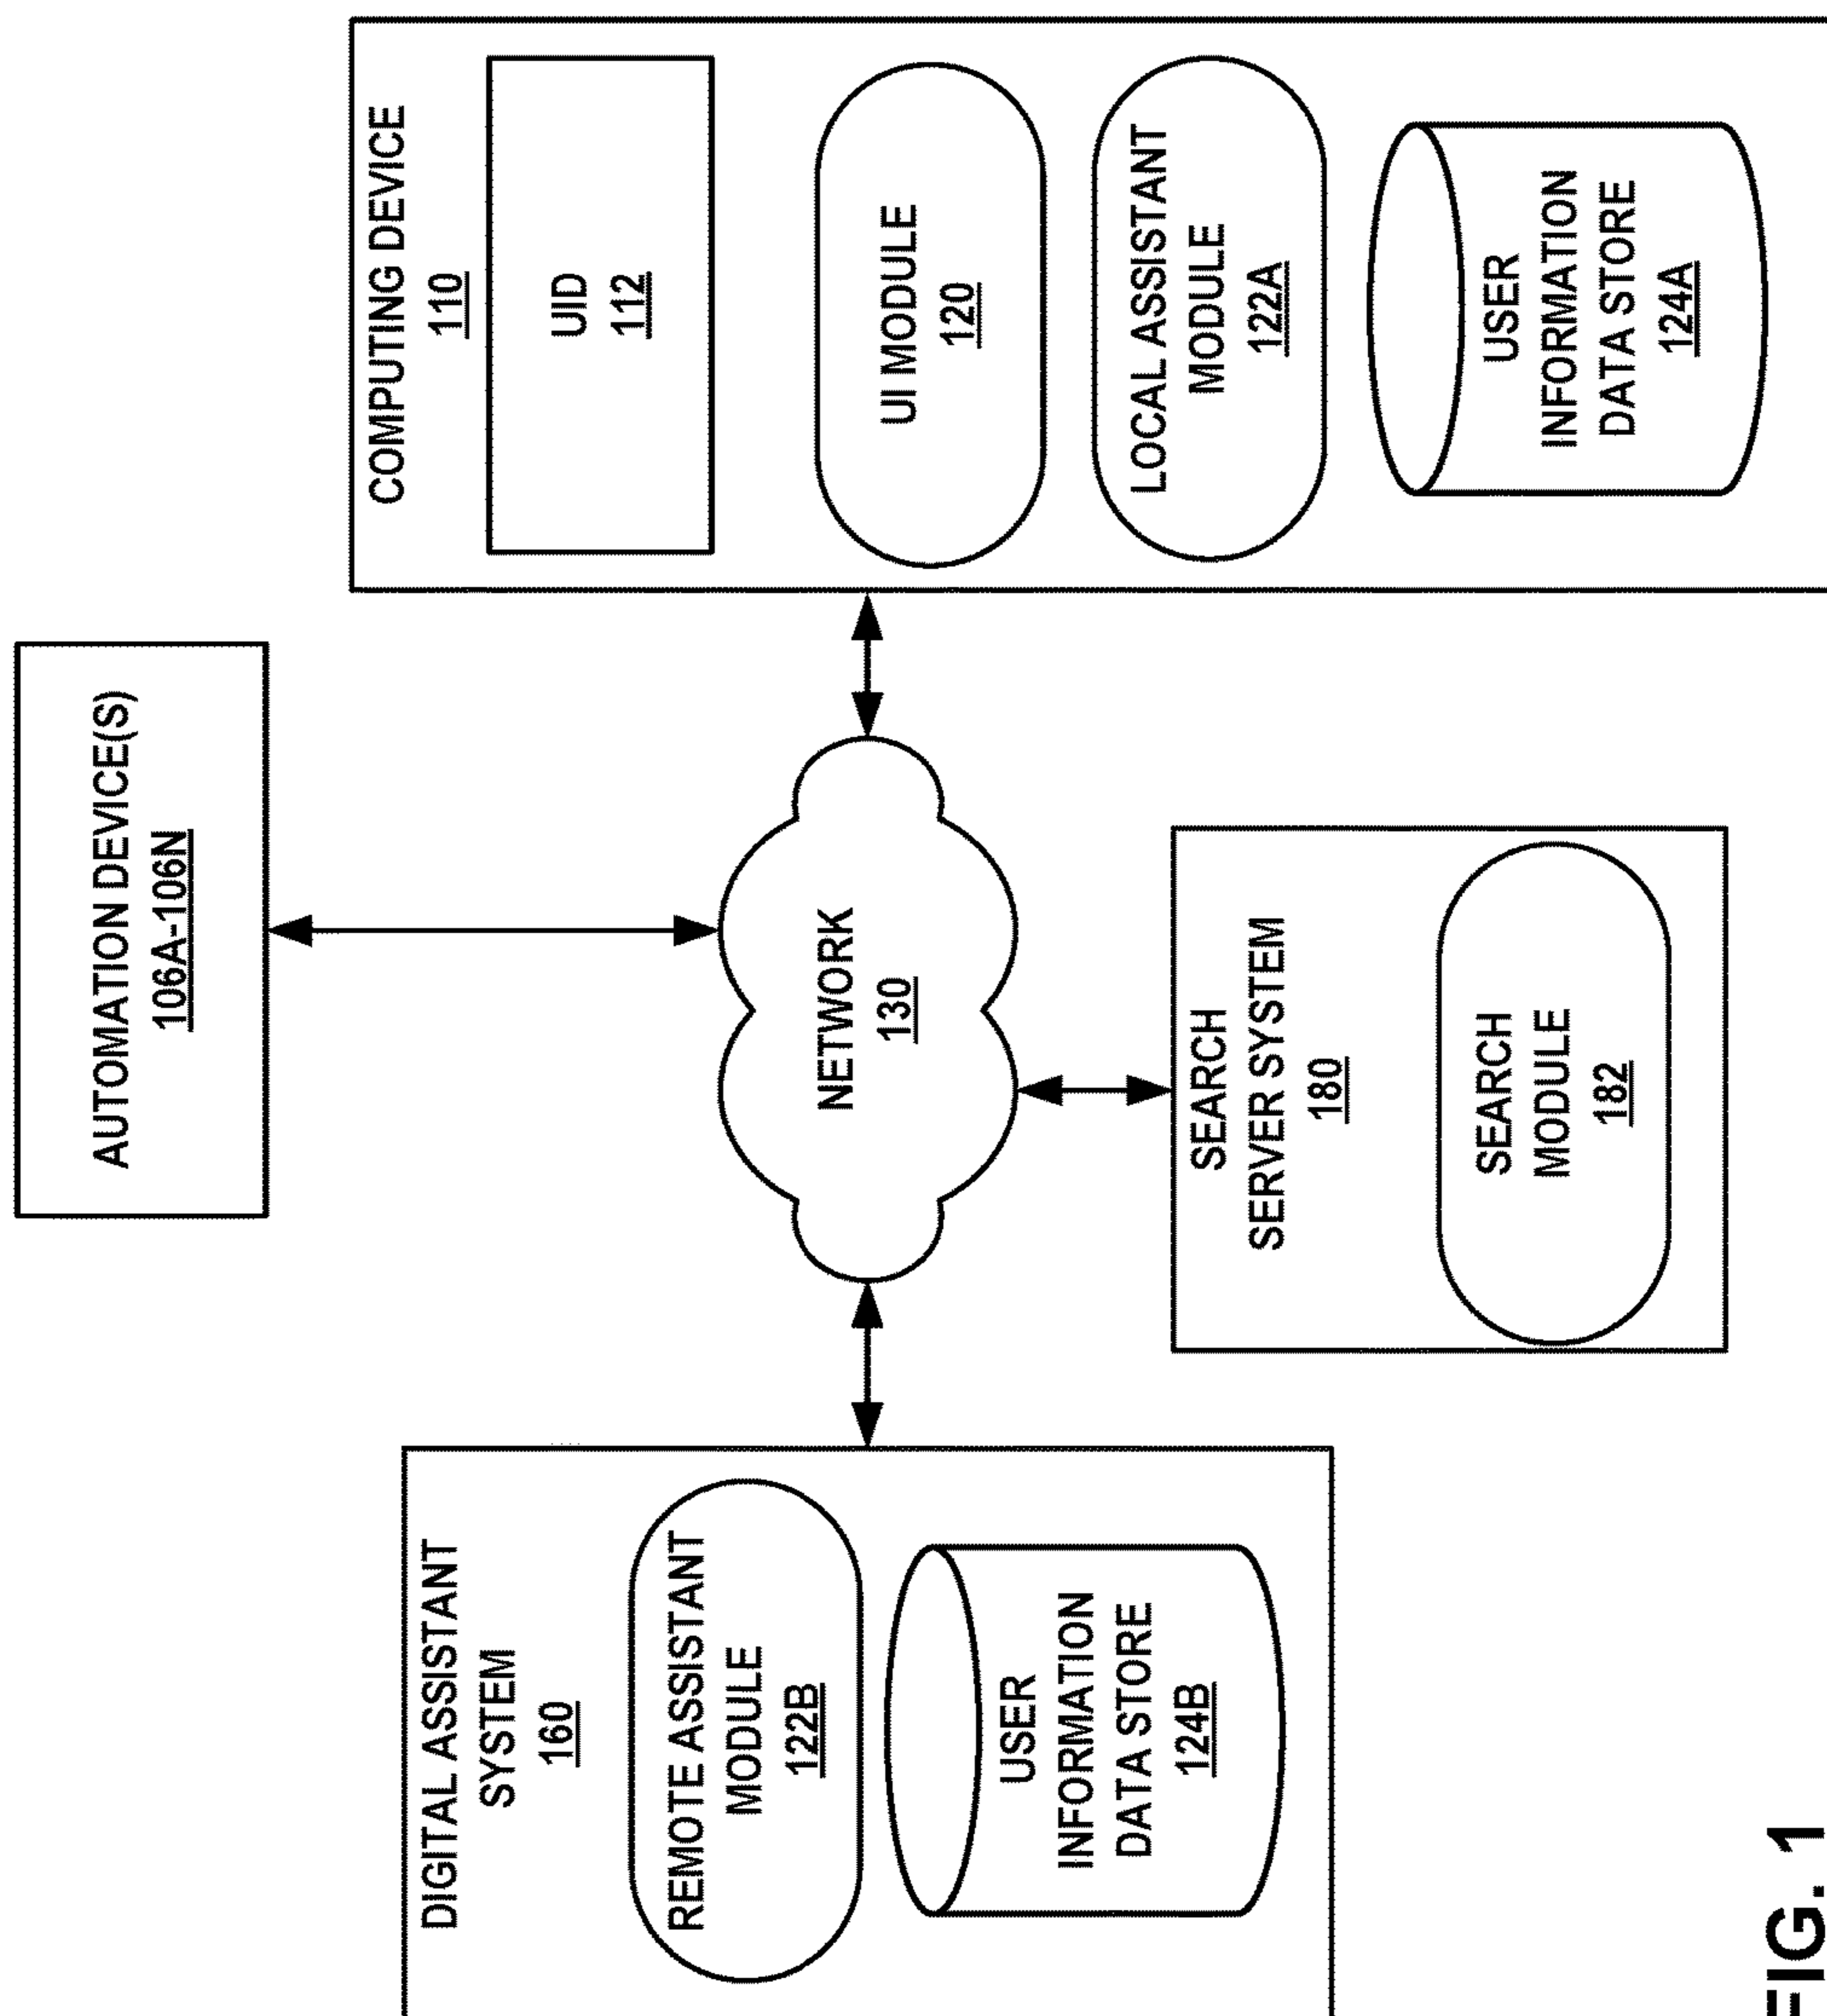 DIGITAL ASSISTANT
SYSTEM
160
REMOTE ASSISTANT
MODULE
122B
USER
INFORMATION
DATA STORE
124B
AUTOMATION DEVICE(S)
106A-106N
NETWORK
130
SEARCH
SERVER SYSTEM
180
SEARCH
MODULE
182
COMPUTING DEVICE
110
UID
112
UI MODULE
120
LOCAL ASSISTANT
MODULE
122A
USER
INFORMATION
DATA STORE
124A
FIG. 1